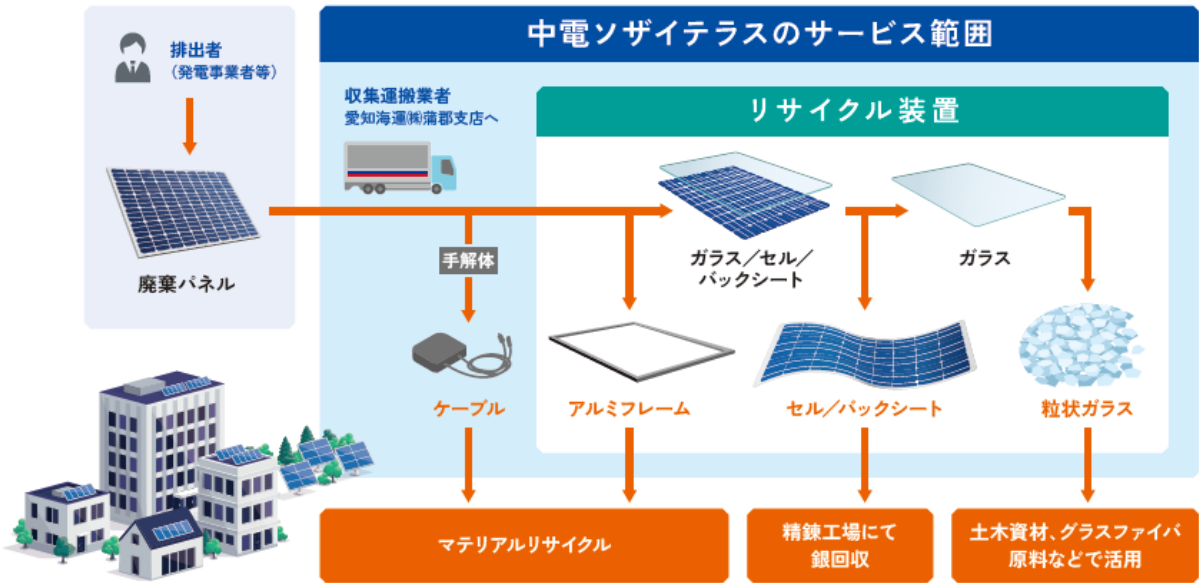 中電ソザイテラスのサービス範囲
排出者
（発電事業者等）
廃棄パネル
収集運搬業者
愛知海運㈱蒲郡支店へ
リサイクル装置
手解体
ガラス／セル／
バックシート
ガラス
ケーブル
アルミフレーム
セル／バックシート
粒状ガラス
マテリアルリサイクル
精錬工場にて
銀回収
土木資材、グラスファイバ
原料などで活用